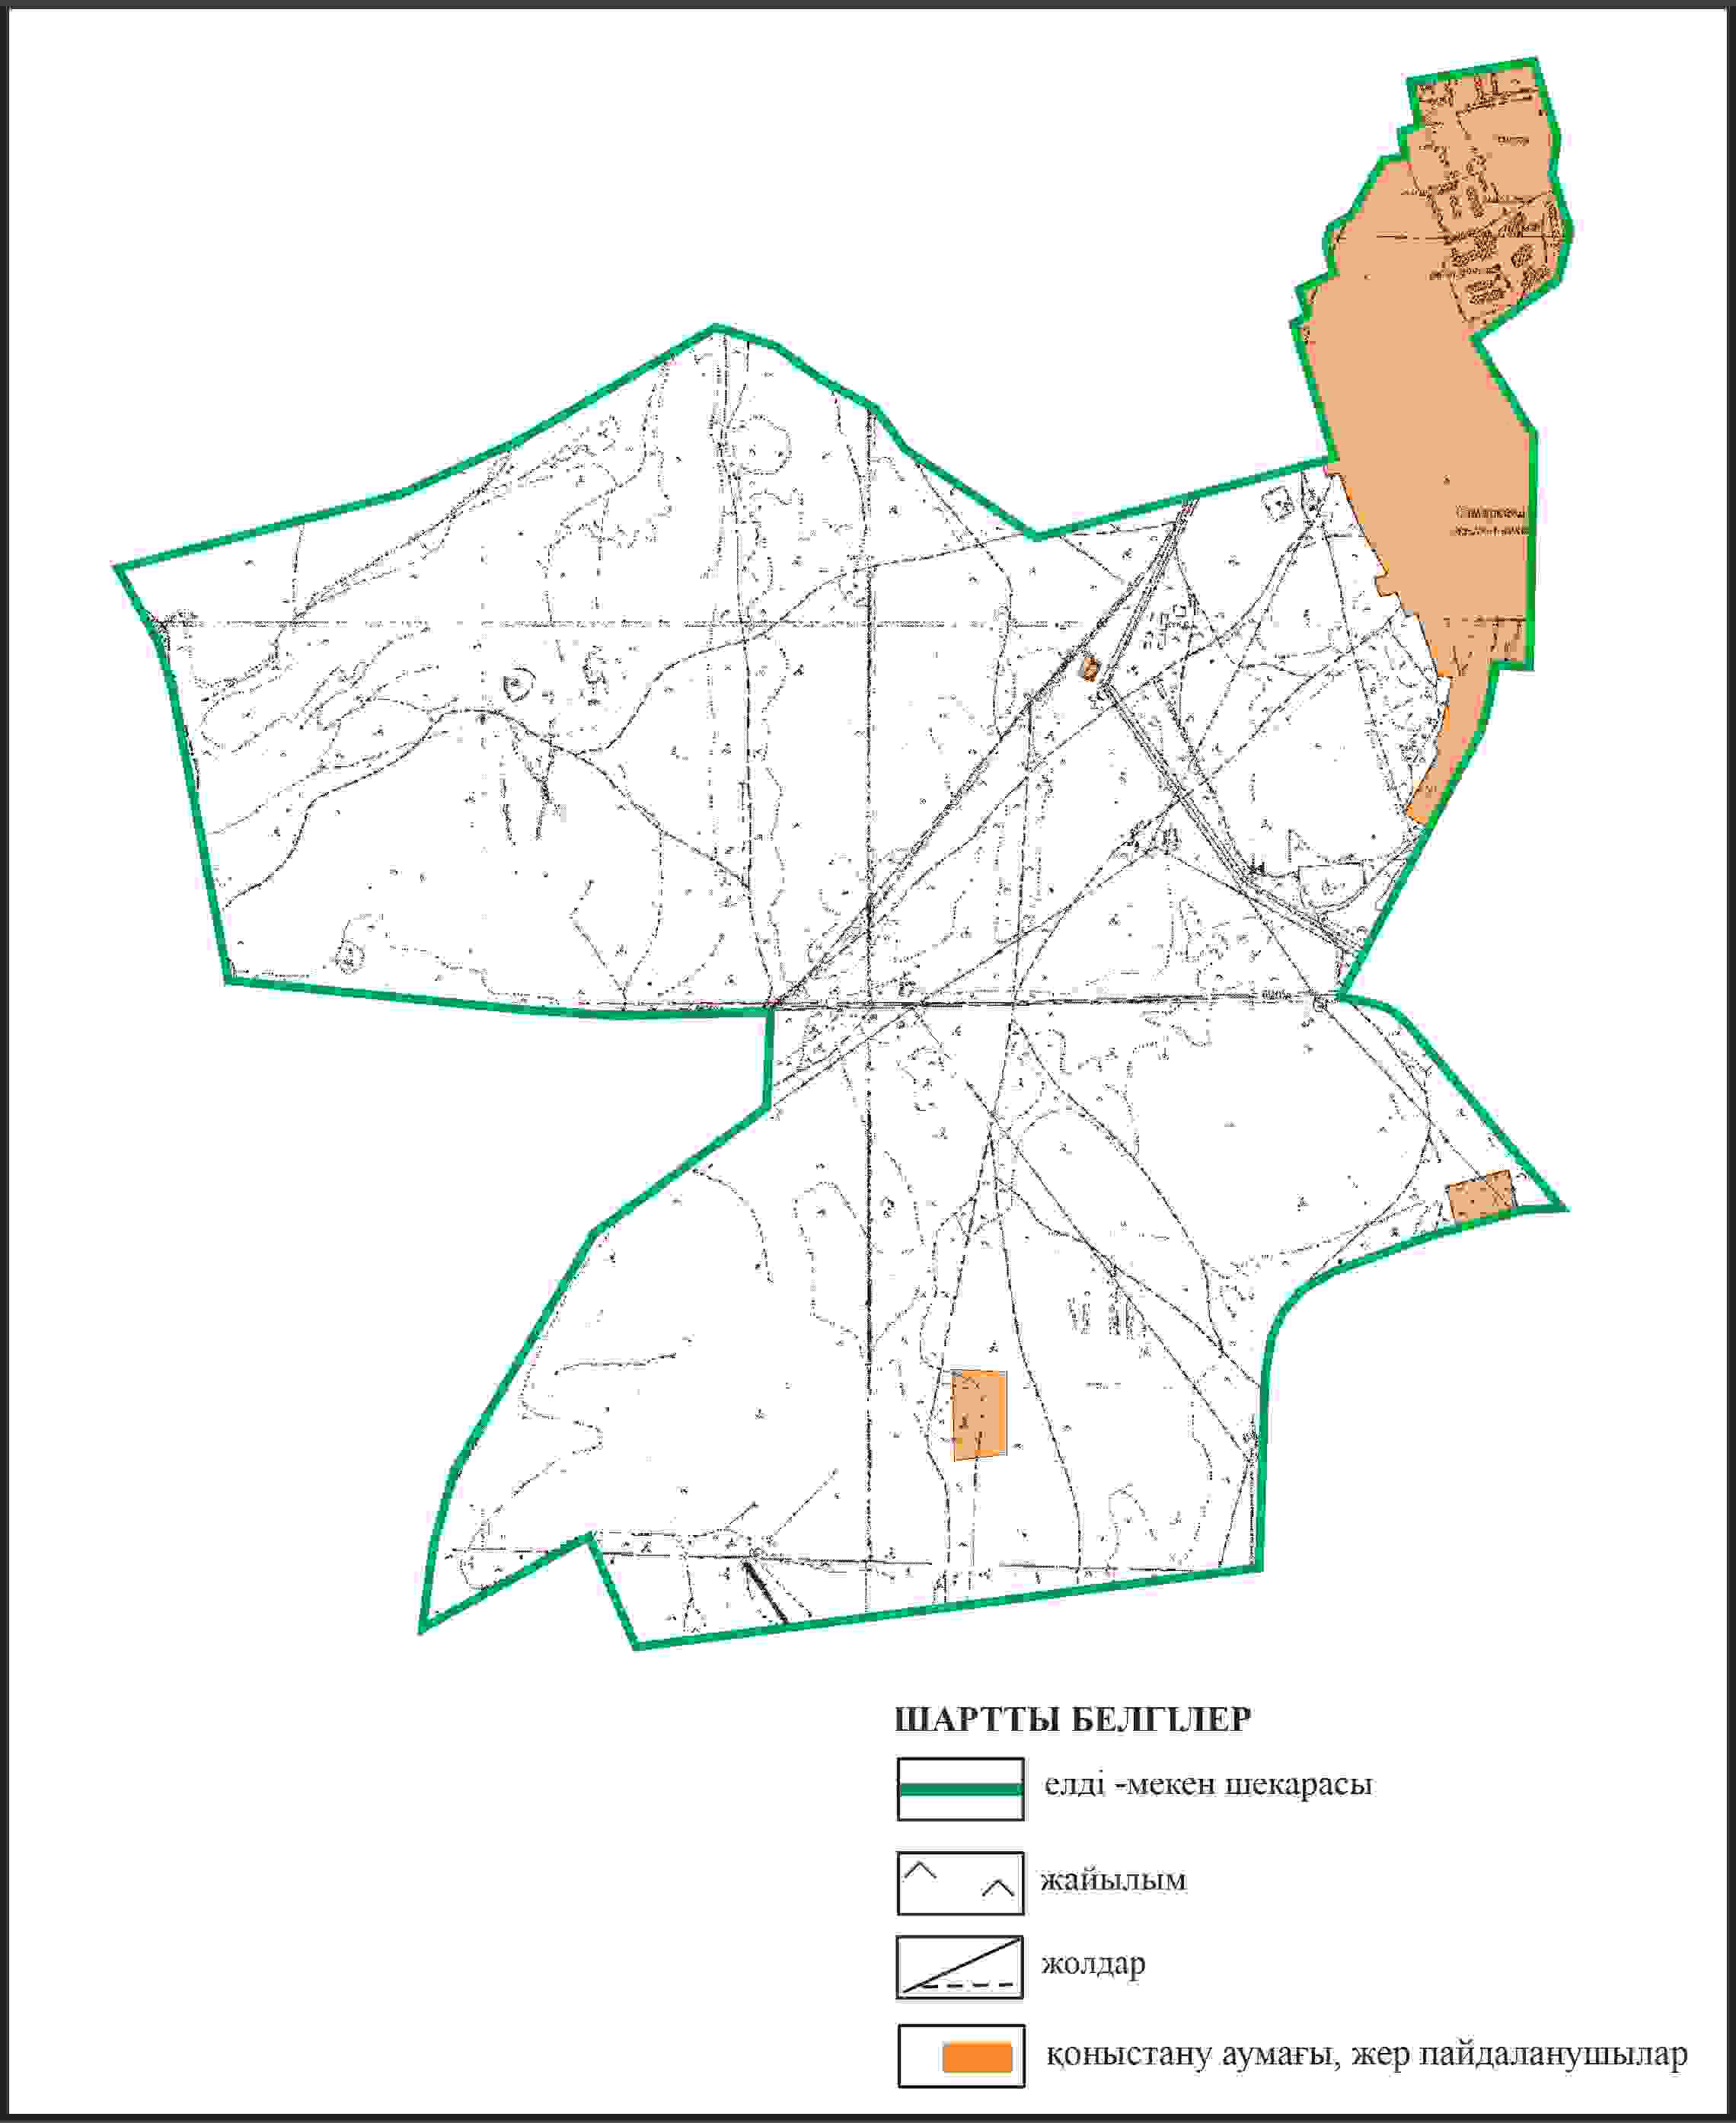 ШАРТТЫ БЕЛГІЛЕР
елді -мекен шекарасы
жайылым
жолдар
қоныстану аумағы, жер пайдаланушылар